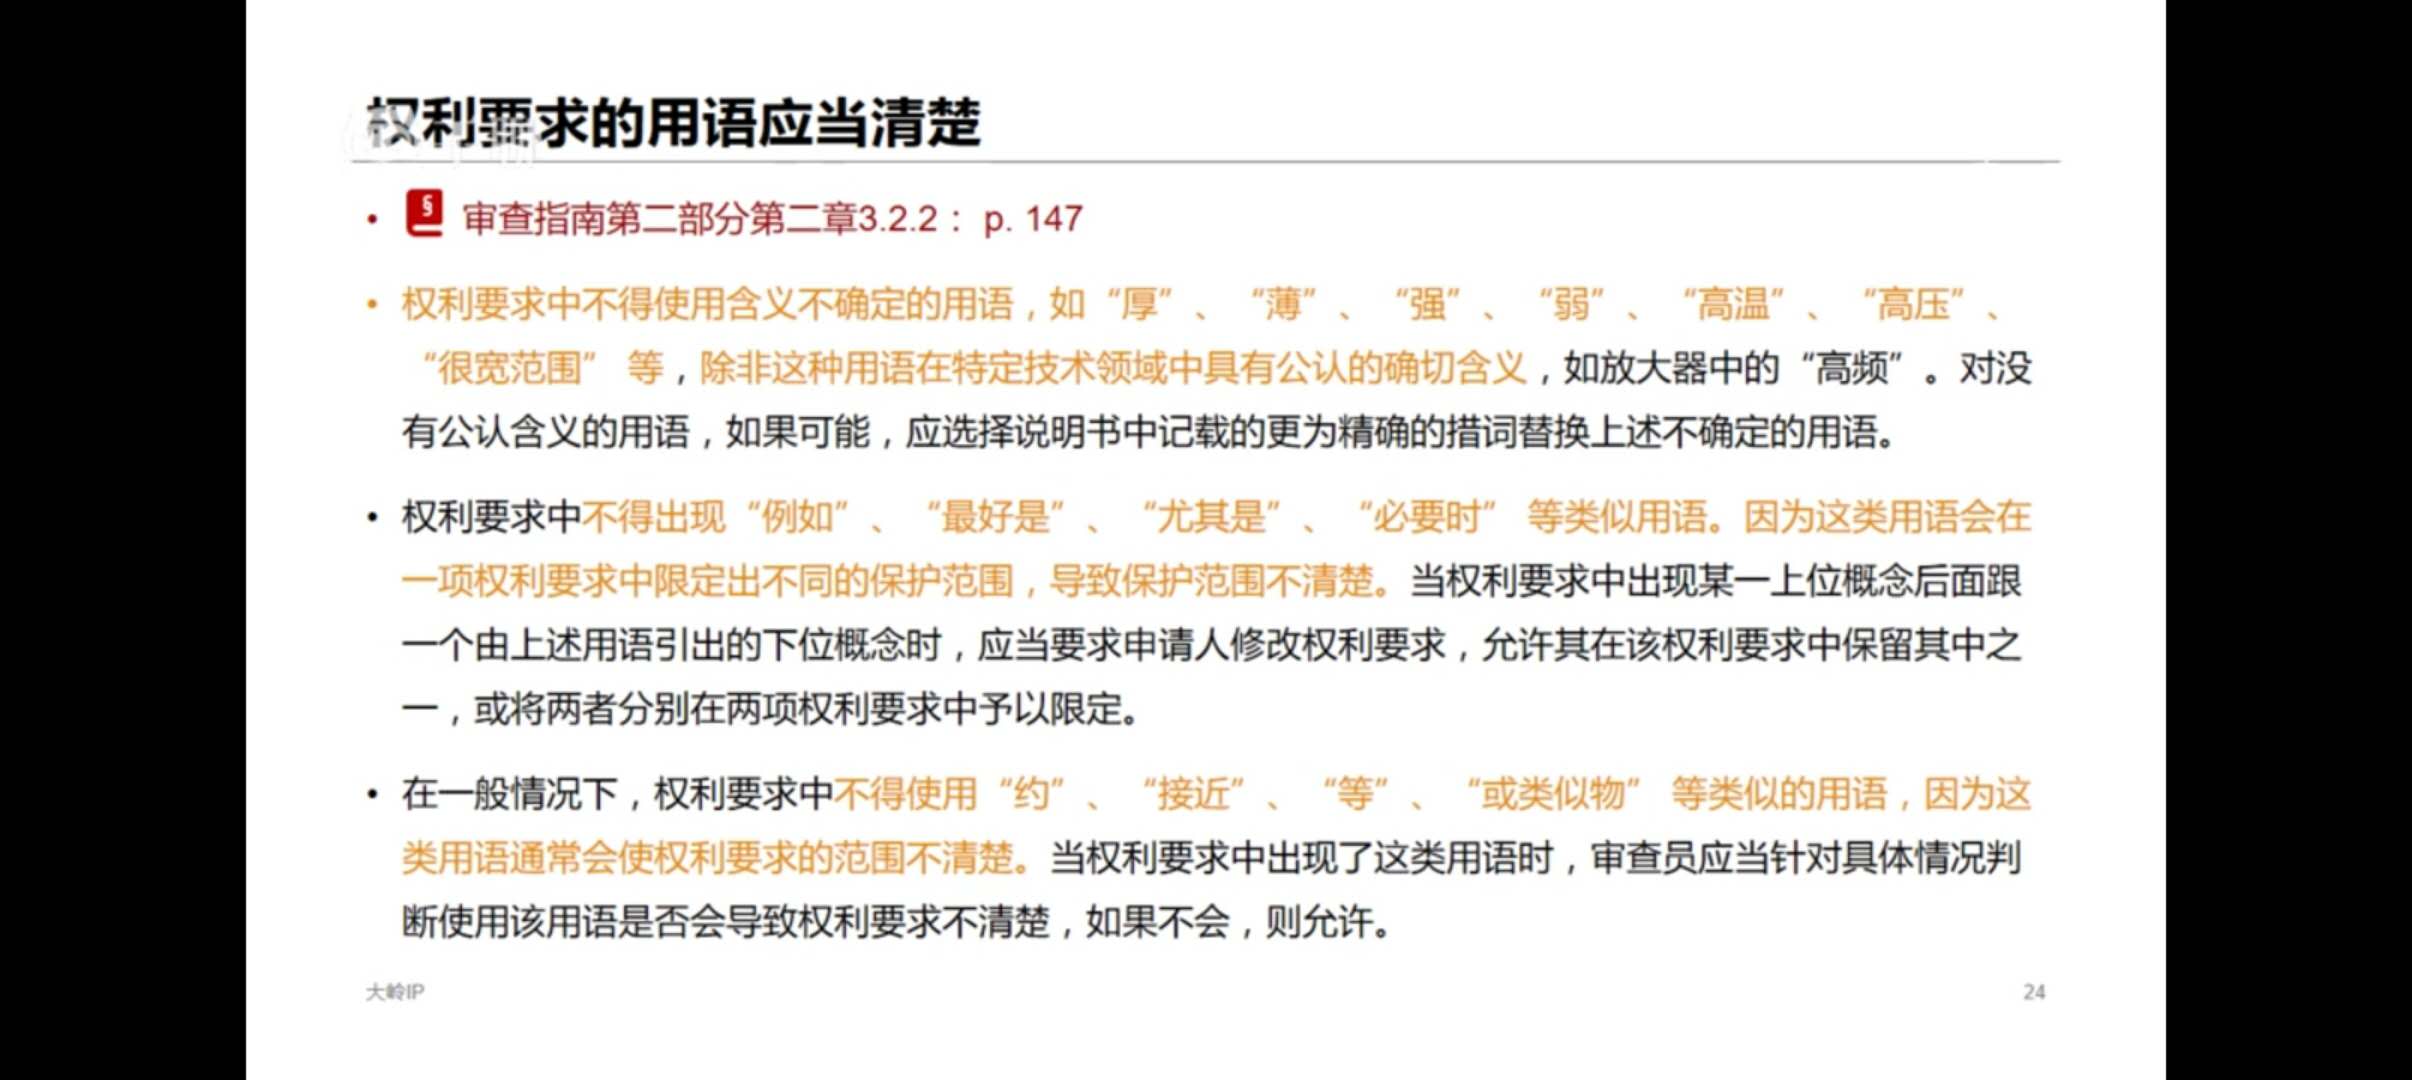 权利要求的用语应当清楚
• § 审查指南第二部分第二章3.2.2： p. 147
• 权利要求中不得使用含义不确定的用语，如“厚”、“薄”、“强”、“弱”、“高温”、“高压”、
“很宽范围” 等，除非这种用语在特定技术领域中具有公认的确切含义，如放大器中的“高频”。对没
有公认含义的用语，如果可能，应选择说明书中记载的更为精确的措词替换上述不确定的用语。
• 权利要求中不得出现“例如”、“最好是”、“尤其是”、“必要时” 等类似用语。因为这类用语会在
一项权利要求中限定出不同的保护范围，导致保护范围不清楚。当权利要求中出现某一上位概念后面跟
一个由上述用语引出的下位概念时，应当要求申请人修改权利要求，允许其在该权利要求中保留其中之
一，或将两者分别在两项权利要求中予以限定。
• 在一般情况下，权利要求中不得使用“约”、“接近”、“等”、“或类似物” 等类似的用语，因为这
类用语通常会使权利要求的范围不清楚。当权利要求中出现了这类用语时，审查员应当针对具体情况判
断使用该用语是否会导致权利要求不清楚，如果不会，则允许。
大岭IP
24